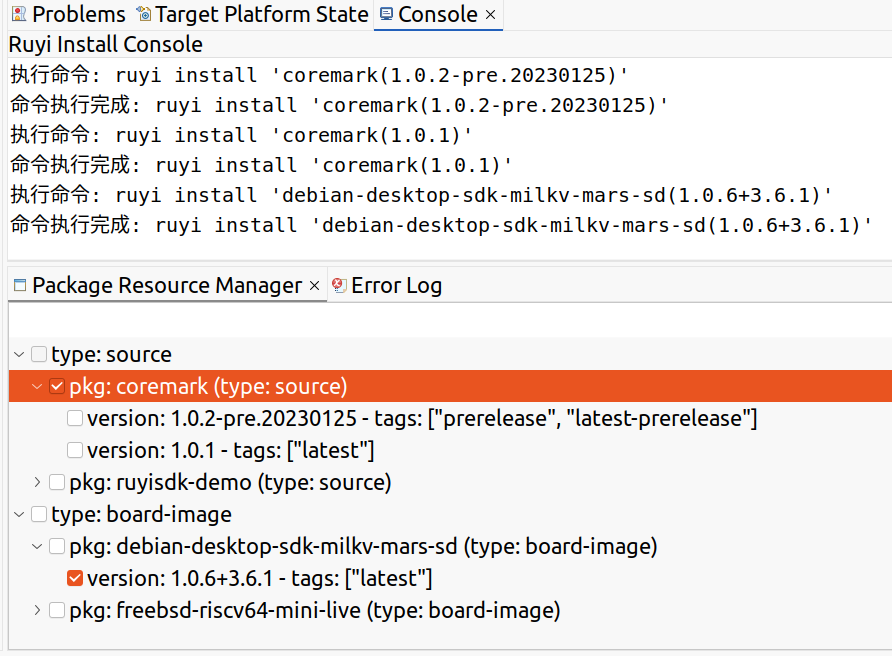 Problems Target Platform State Console ×
Ruyi Install Console
执行命令: ruyi install 'coremark(1.0.2-pre.20230125)'
命令执行完成: ruyi install 'coremark(1.0.2-pre.20230125)'
执行命令: ruyi install 'coremark(1.0.1)'
命令执行完成: ruyi install 'coremark(1.0.1)'
执行命令: ruyi install 'debian-desktop-sdk-milkv-mars-sd(1.0.6+3.6.1)'
命令执行完成: ruyi install 'debian-desktop-sdk-milkv-mars-sd(1.0.6+3.6.1)'
Package Resource Manager × Error Log
type: source
pkg: coremark (type: source)
version: 1.0.2-pre.20230125 - tags: ["prerelease", "latest-prerelease"]
version: 1.0.1 - tags: ["latest"]
pkg: ruyisdk-demo (type: source)
type: board-image
pkg: debian-desktop-sdk-milkv-mars-sd (type: board-image)
version: 1.0.6+3.6.1 - tags: ["latest"]
pkg: freebsd-riscv64-mini-live (type: board-image)